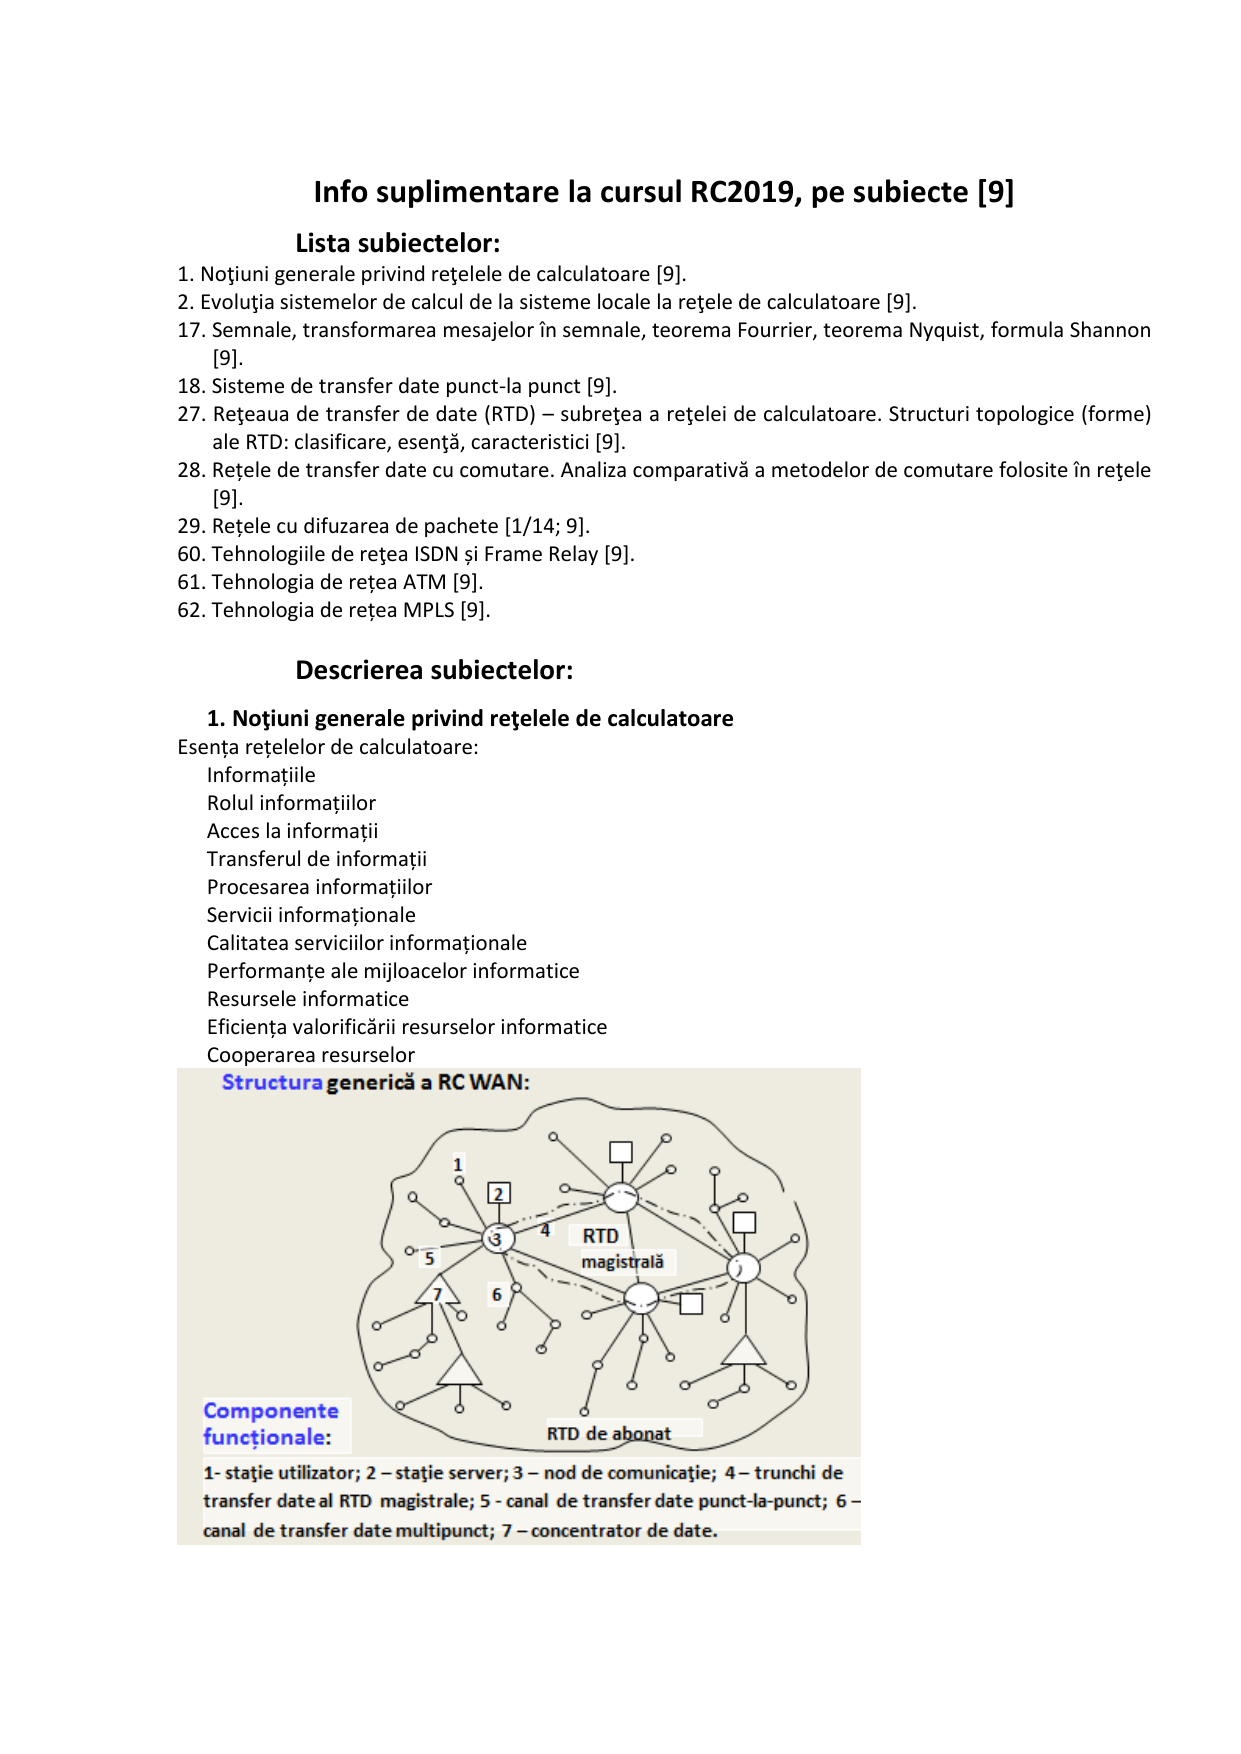 Info suplimentare la cursul RC2019, pe subiecte [9]
Lista subiectelor:
1. Noţiuni generale privind reţelele de calculatoare [9].
2. Evoluţia sistemelor de calcul de la sisteme locale la reţele de calculatoare [9].
17. Semnale, transformarea mesajelor în semnale, teorema Fourrier, teorema Nyquist, formula Shannon
[9].
18. Sisteme de transfer date punct-la punct [9].
27. Reţeaua de transfer de date (RTD) – subreţea a reţelei de calculatoare. Structuri topologice (forme)
ale RTD: clasificare, esenţă, caracteristici [9].
28. Rețele de transfer date cu comutare. Analiza comparativă a metodelor de comutare folosite în reţele
[9].
29. Rețele cu difuzarea de pachete [1/14; 9].
60. Tehnologiile de reţea ISDN și Frame Relay [9].
61. Tehnologia de rețea ATM [9].
62. Tehnologia de rețea MPLS [9].
Descrierea subiectelor:
1. Noţiuni generale privind reţelele de calculatoare
Esența rețelelor de calculatoare:
Informațiile
Rolul informațiilor
Acces la informații
Transferul de informații
Procesarea informațiilor
Servicii informaționale
Calitatea serviciilor informaționale
Performanțe ale mijloacelor informatice
Resursele informatice
Eficiența valorificării resurselor informatice
Cooperarea resurselor
Structura generică a RC WAN:
1
2
3
4
RTD
magistrală
5
6
7
RTD de abonat
Componente
funcționale:
1- staţie utilizator; 2 – staţie server; 3 – nod de comunicaţie; 4 – trunchi de
transfer date al RTD magistrale; 5 - canal de transfer date punct-la-punct; 6 –
canal de transfer date multipunct; 7 – concentrator de date.